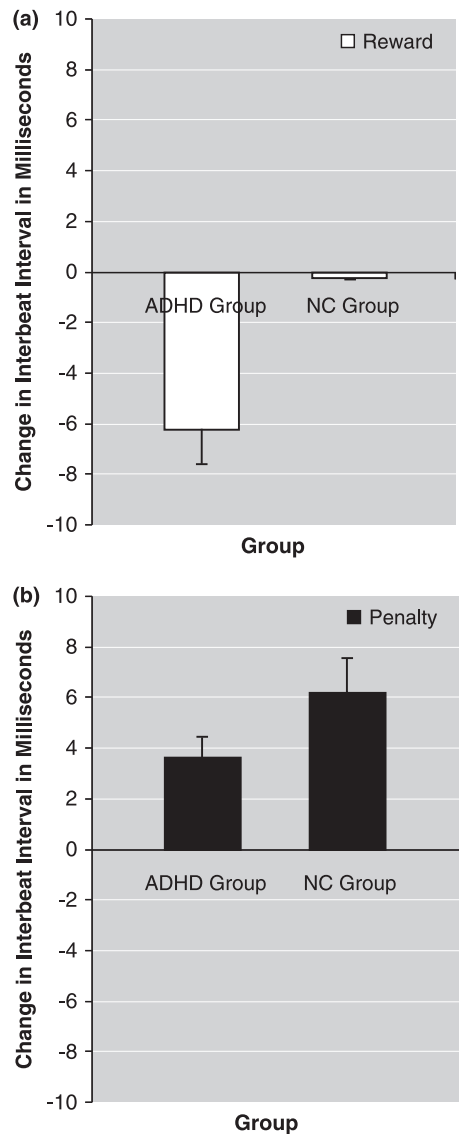 (a)
Reward
Change in Interbeat Interval in Milliseconds
10
8
6
4
2
0
-2
-4
-6
-8
-10
ADHD Group NC Group
Group
(b)
Penalty
Change in Interbeat Interval in Milliseconds
10
8
6
4
2
0
-2
-4
-6
-8
-10
ADHD Group NC Group
Group